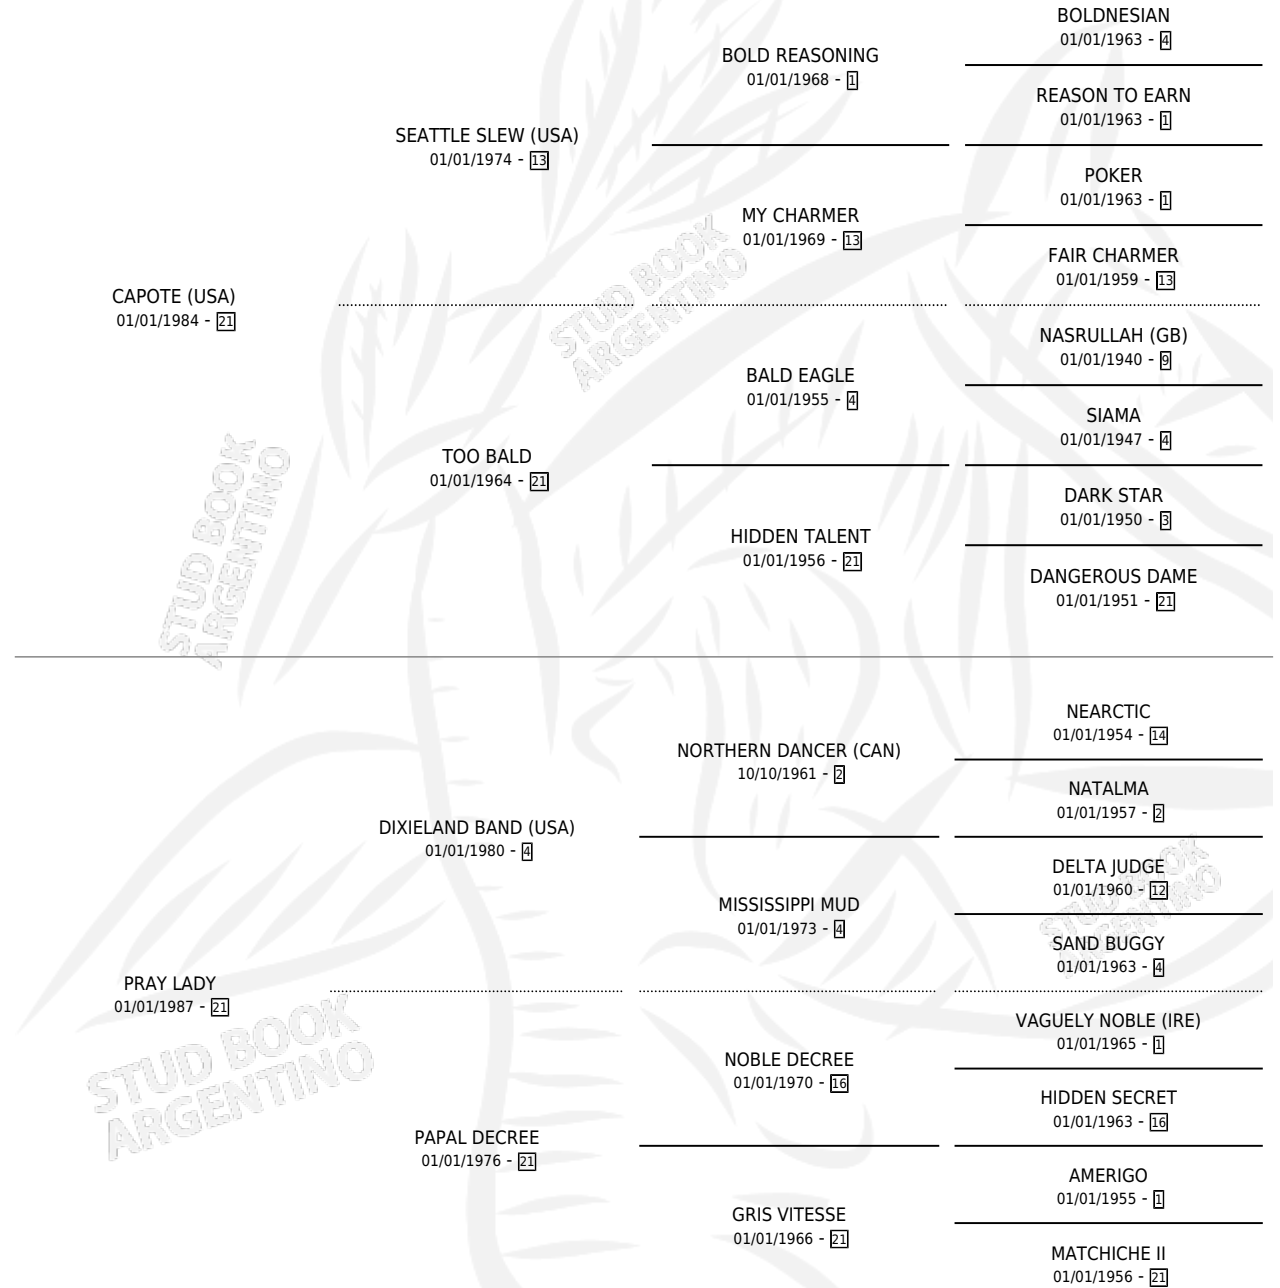 BOLDNESIAN
01/01/1963 - 4
BOLD REASONING
01/01/1968 - 1
REASON TO EARN
01/01/1963 - 1
SEATTLE SLEW (USA)
01/01/1974 - 13
POKER
01/01/1963 - 1
MY CHARMER
01/01/1969 - 13
FAIR CHARMER
01/01/1959 - 13
STUD BOOK
ARGENTINO
CAPOTE (USA)
01/01/1984 - 21
NASRULLAH (GB)
01/01/1940 - 9
BALD EAGLE
01/01/1955 - 4
SIAMA
01/01/1947 - 4
TOO BALD
01/01/1964 - 21
STUD BOOK
ARGENTINO
DARK STAR
01/01/1950 - 3
HIDDEN TALENT
01/01/1956 - 21
DANGEROUS DAME
01/01/1951 - 21
NEARCTIC
01/01/1954 - 14
NORTHERN DANCER (CAN)
10/10/1961 - 2
NATALMA
01/01/1957 - 2
DIXIELAND BAND (USA)
01/01/1980 - 4
DELTA JUDGE
01/01/1960 - 12
STUD BOOK
ARGENTINO
MISSISSIPPI MUD
01/01/1973 - 4
SAND BUGGY
01/01/1963 - 4
PRAY LADY
01/01/1987 - 21
STUD BOOK
ARGENTINO
VAGUELY NOBLE (IRE)
01/01/1965 - 1
NOBLE DECREE
01/01/1970 - 16
HIDDEN SECRET
01/01/1963 - 16
PAPAL DECREE
01/01/1976 - 21
AMERIGO
01/01/1955 - 1
GRIS VITESSE
01/01/1966 - 21
MATCHICHE II
01/01/1956 - 21